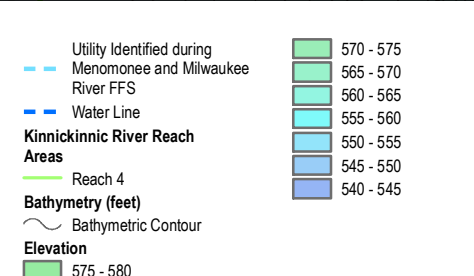 Utility Identified during
Menomonee and Milwaukee
River FFS
Water Line
Kinnickinnic River Reach
Areas
Reach 4
Bathymetry (feet)
Bathymetric Contour
Elevation
575 - 580
570 - 575
565 - 570
560 - 565
555 - 560
550 - 555
545 - 550
540 - 545